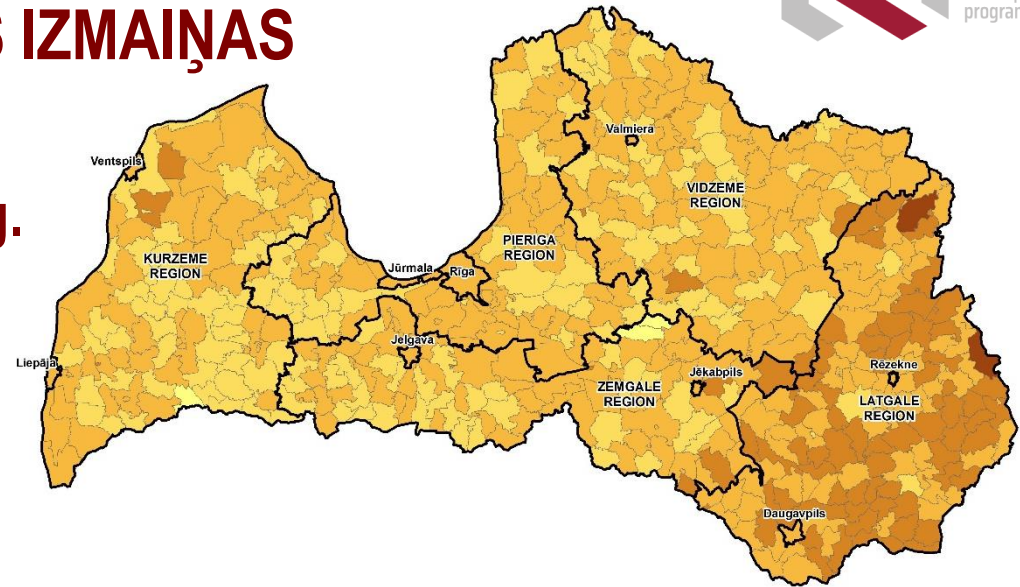 IZMAIŅAS
g.
Ventspils
Valmiera
VIDZEME
REGION
PIERIGA
REGION
KURZEME
REGION
Jūrmala
Rīga
Jelgava
Liepāja
Jēkabpils
Rēzekne
ZEMGALE
REGION
LATGALE
REGION
Daugavpils